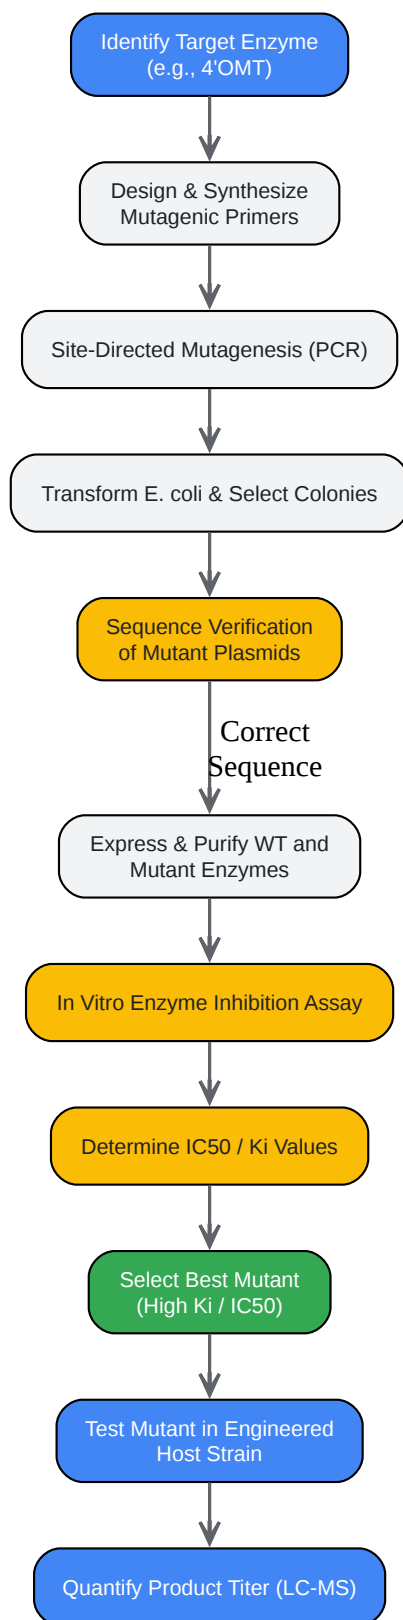 Identify Target Enzyme
(e.g., 4'OMT)
Design & Synthesize
Mutagenic Primers
Site-Directed Mutagenesis (PCR)
Transform E. coli & Select Colonies
Sequence Verification
of Mutant Plasmids
Correct
Sequence
Express & Purify WT and
Mutant Enzymes
In Vitro Enzyme Inhibition Assay
Determine IC50 / Ki Values
Select Best Mutant
(High Ki / IC50)
Test Mutant in Engineered
Host Strain
Quantify Product Titer (LC-MS)